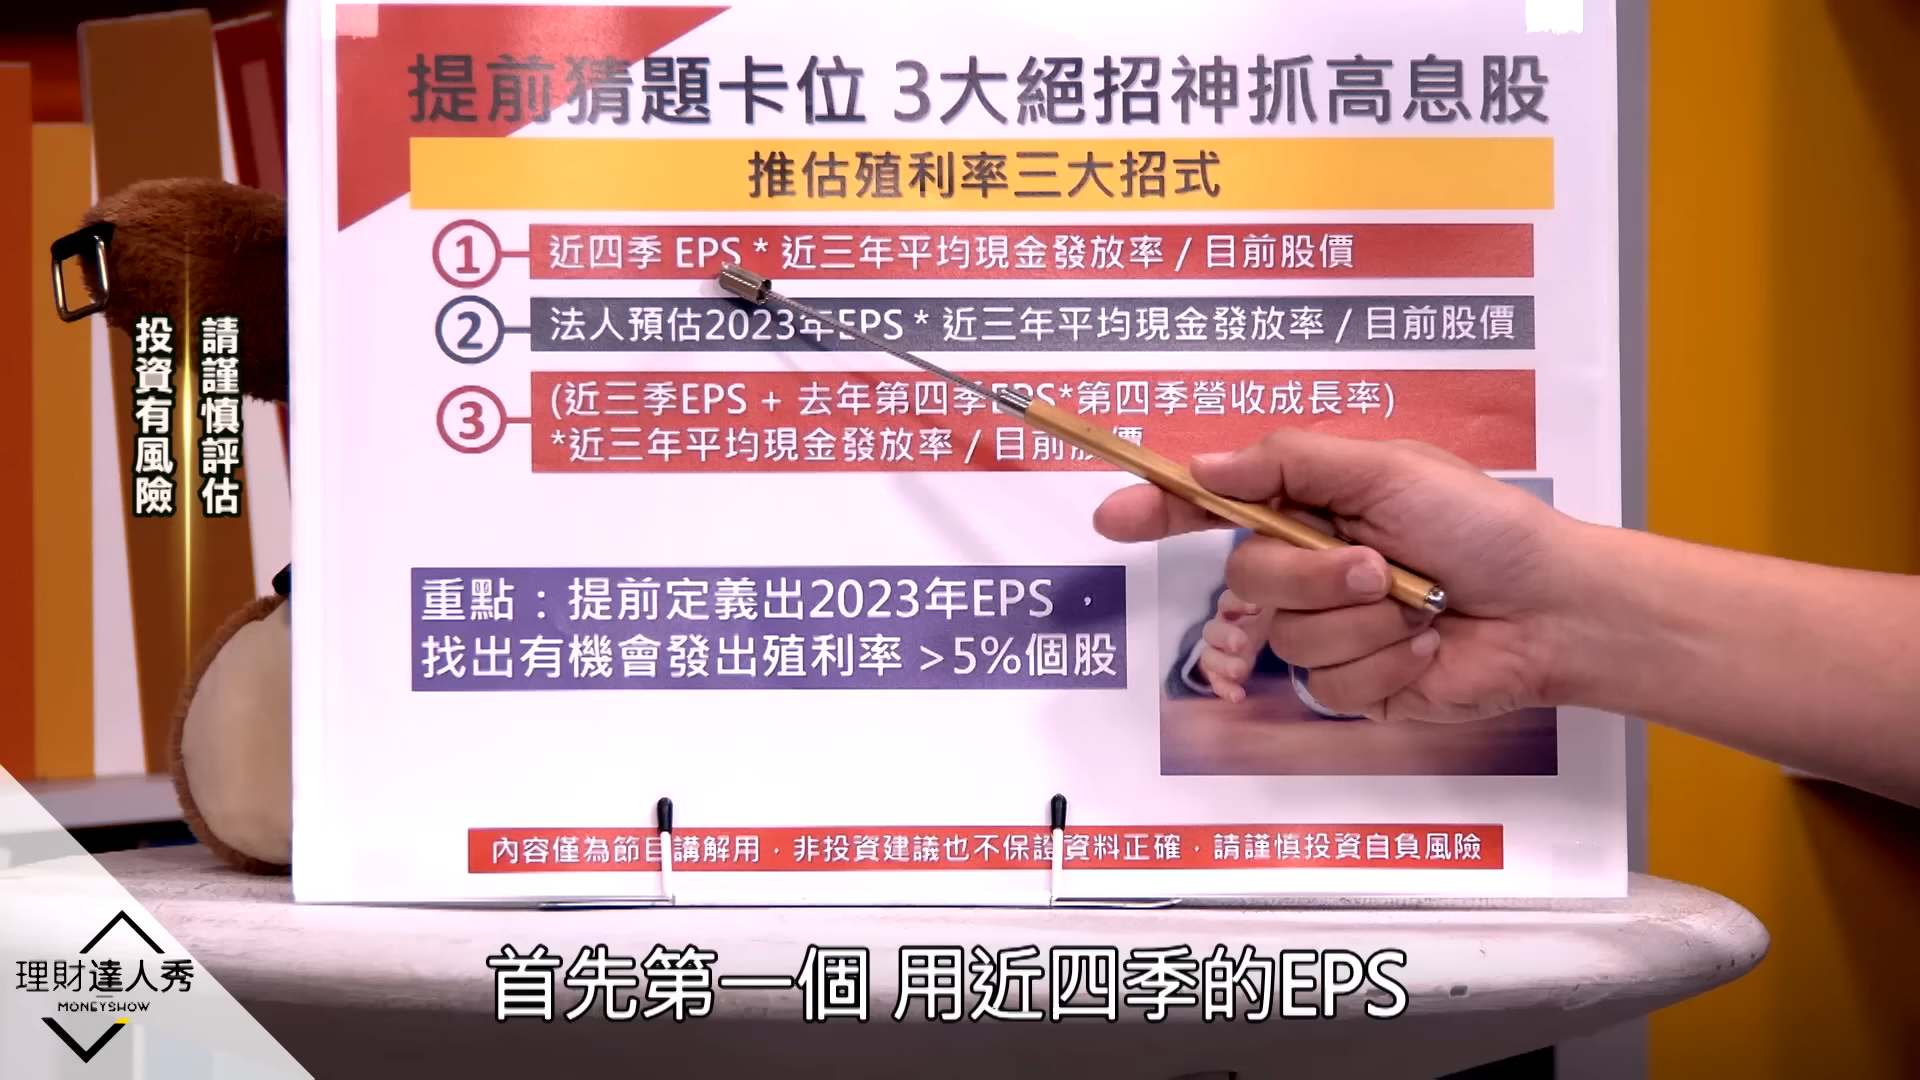 提前猜題卡位 3大絕招神抓高息股
推估殖利率三大招式
1 近四季 EPS * 近三年平均現金發放率 / 目前股價
2 法人預估2023年EPS * 近三年平均現金發放率 / 目前股價
3 (近三季EPS + 去年第四季EPS*第四季營收成長率)
*近三年平均現金發放率 / 目前股價
重點：提前定義出2023年EPS，
找出有機會發出殖利率 >5%個股
內容僅為節目講解用，非投資建議也不保證資料正確，請謹慎投資自負風險
請謹慎評估
投資有風險
理財達人秀
MONEYSHOW
首先第一個 用近四季的EPS